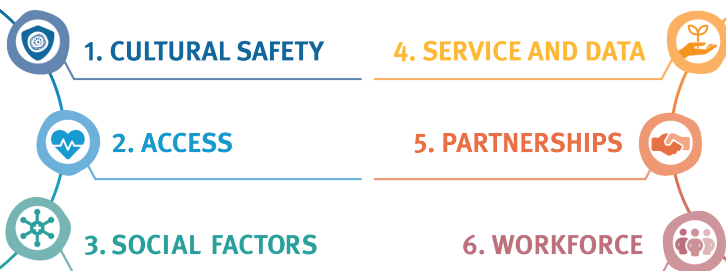 1. CULTURAL SAFETY
2. ACCESS
3. SOCIAL FACTORS
4. SERVICE AND DATA
5. PARTNERSHIPS
6. WORKFORCE